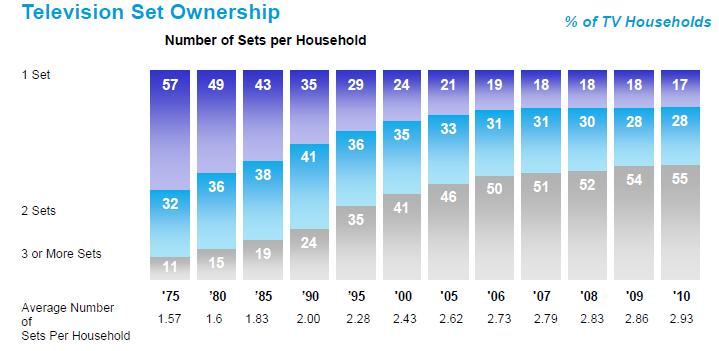 Television Set Ownership
% of TV Households
Number of Sets per Household
1 Set
57 49 43 35 29 24 21 19 18 18 18 17
32 36 38 41 36 35 33 31 31 30 28 28
2 Sets
11 15 19 24 35 41 46 50 51 52 54 55
3 or More Sets
'75 '80 '85 '90 '95 '00 '05 '06 '07 '08 '09 '10
Average Number
of
Sets Per Household
1.57 1.6 1.83 2.00 2.28 2.43 2.62 2.73 2.79 2.83 2.86 2.93